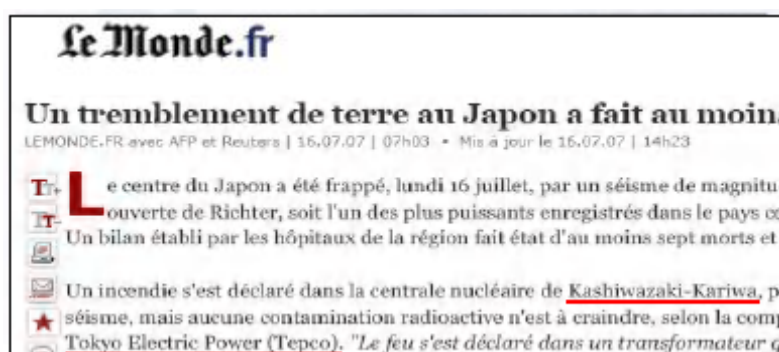 Le Monde.fr
Un tremblement de terre au Japon a fait au moin
LEMONDE.FR avec AFP et Reuters | 16.07.07 | 07h03 • Mis à jour le 16.07.07 | 14h23
Le centre du Japon a été frappé, lundi 16 juillet, par un séisme de magnitu
ouverte de Richter, soit l'un des plus puissants enregistrés dans le pays
Un bilan établi par les hôpitaux de la région fait état d'au moins sept morts et
Un incendie s'est déclaré dans la centrale nucléaire de Kashiwazaki-Kariwa, p
séisme, mais aucune contamination radioactive n'est à craindre, selon la comp
Tokyo Electric Power (Tepco). "Le feu s'est déclaré dans un transformateur